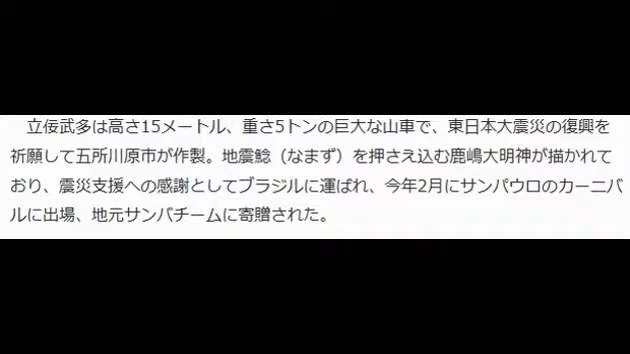 立佞武多は高さ15メートル、重さ5トンの巨大な山車で、東日本大震災の復興を
祈願して五所川原市が作製。地震鯰（なまず）を押さえ込む鹿嶋大明神が描かれて
おり、震災支援への感謝としてブラジルに運ばれ、今年2月にサンパウロのカーニバ
ルに出場、地元サンバチームに寄贈された。